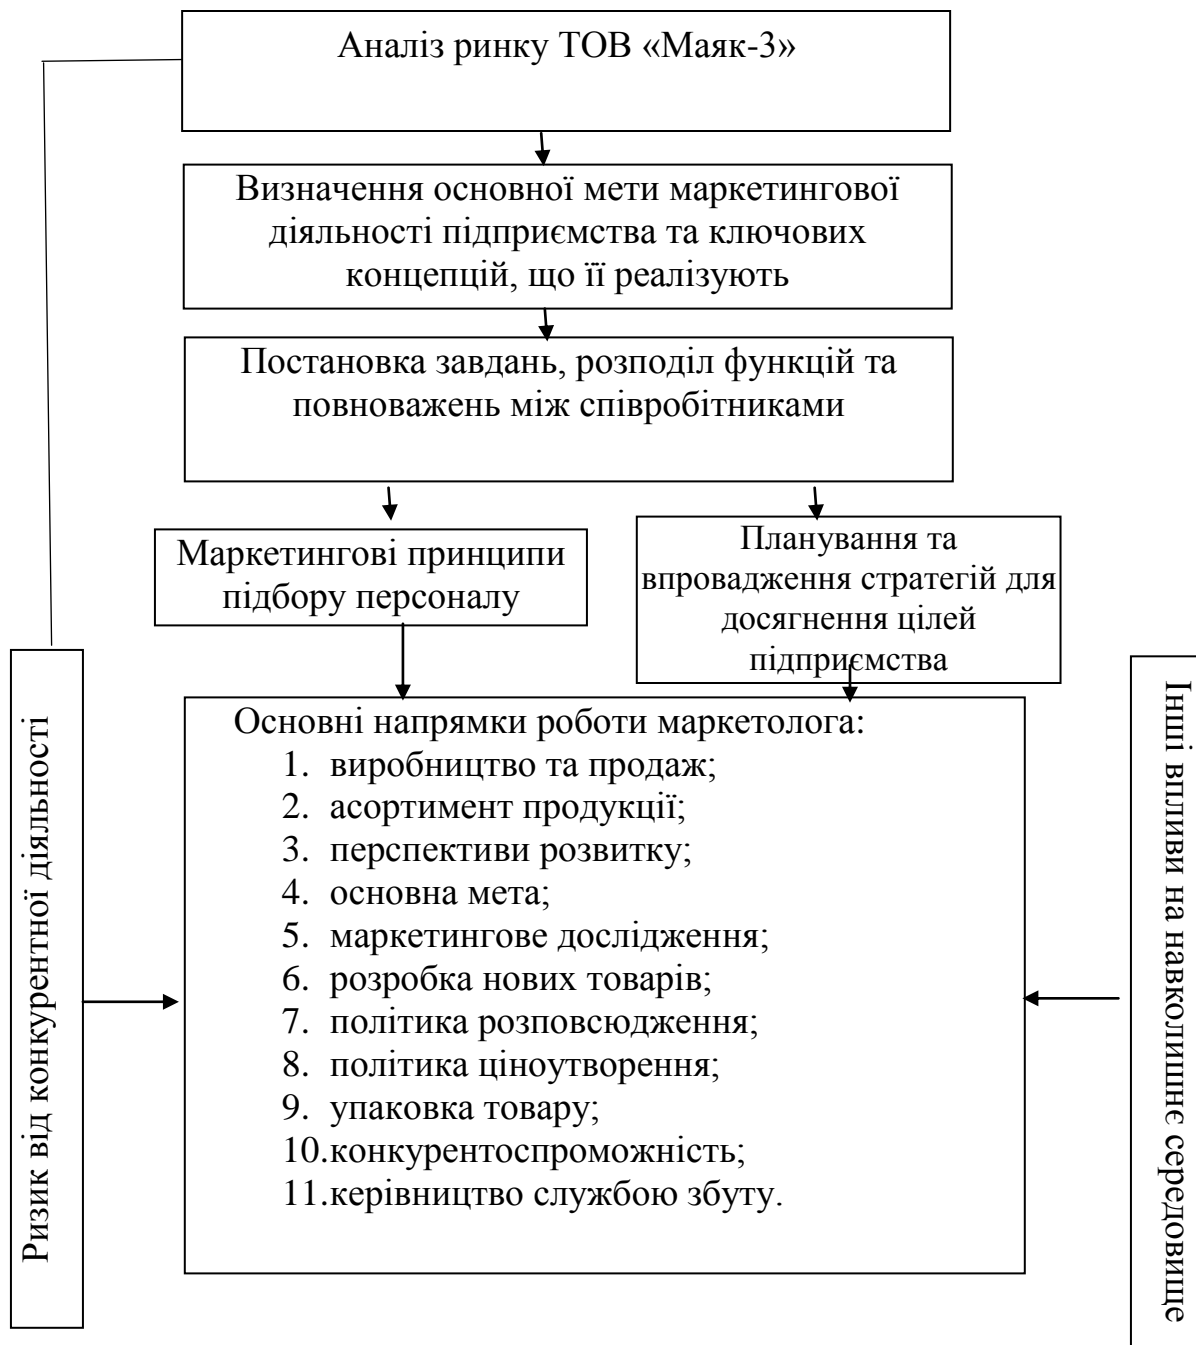 Аналіз ринку ТОВ «Маяк-3»
Визначення основної мети маркетингової
діяльності підприємства та ключових
концепцій, що її реалізують
Постановка завдань, розподіл функцій та
повноважень між співробітниками
Маркетингові принципи
підбору персоналу
Планування та
впровадження стратегій для
досягнення цілей
підприємства
Ризик від конкурентної діяльності
Основні напрямки роботи маркетолога:
1. виробництво та продаж;
2. асортимент продукції;
3. перспективи розвитку;
4. основна мета;
5. маркетингове дослідження;
6. розробка нових товарів;
7. політика розповсюдження;
8. політика ціноутворення;
9. упаковка товару;
10.конкурентоспроможність;
11.керівництво службою збуту.
Інші впливи на навколишнє середовище